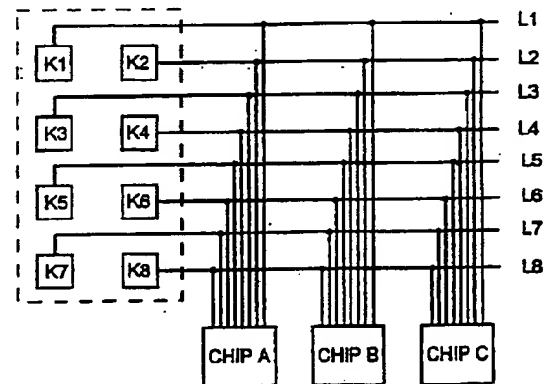 L1
K1 K2 L2
L3
K3 K4 L4
L5
K5 K6 L6
L7
K7 K8 L8
CHIP A CHIP B CHIP C